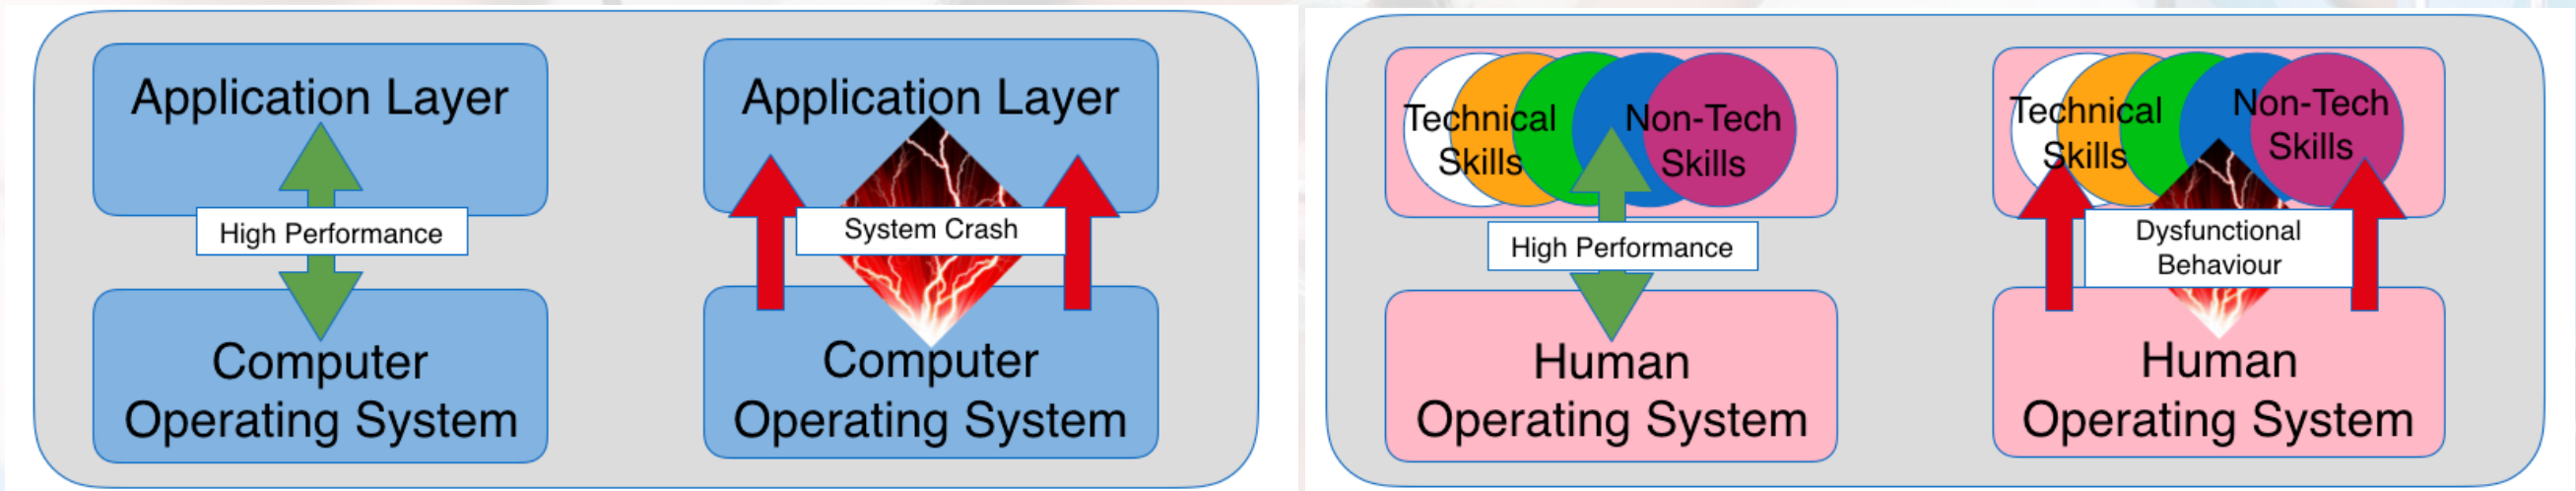 Application Layer
High Performance
Computer
Operating System
Application Layer
System Crash
Computer
Operating System
Technical
Skills
Non-Tech
Skills
High Performance
Human
Operating System
Technical
Skills
Non-Tech
Skills
Dysfunctional
Behaviour
Human
Operating System